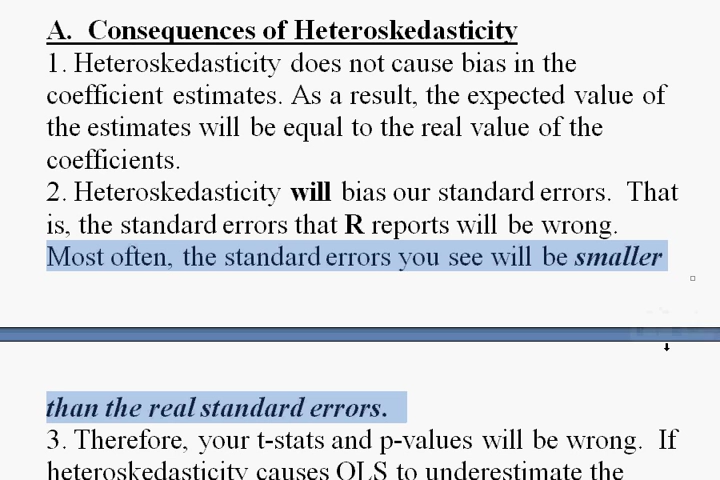 A. Consequences of Heteroskedasticity
1. Heteroskedasticity does not cause bias in the
coefficient estimates. As a result, the expected value of
the estimates will be equal to the real value of the
coefficients.
2. Heteroskedasticity will bias our standard errors. That
is, the standard errors that R reports will be wrong.
Most often, the standard errors you see will be smaller
than the real standard errors.
3. Therefore, your t-stats and p-values will be wrong. If
heteroskedasticity causes OLS to underestimate the